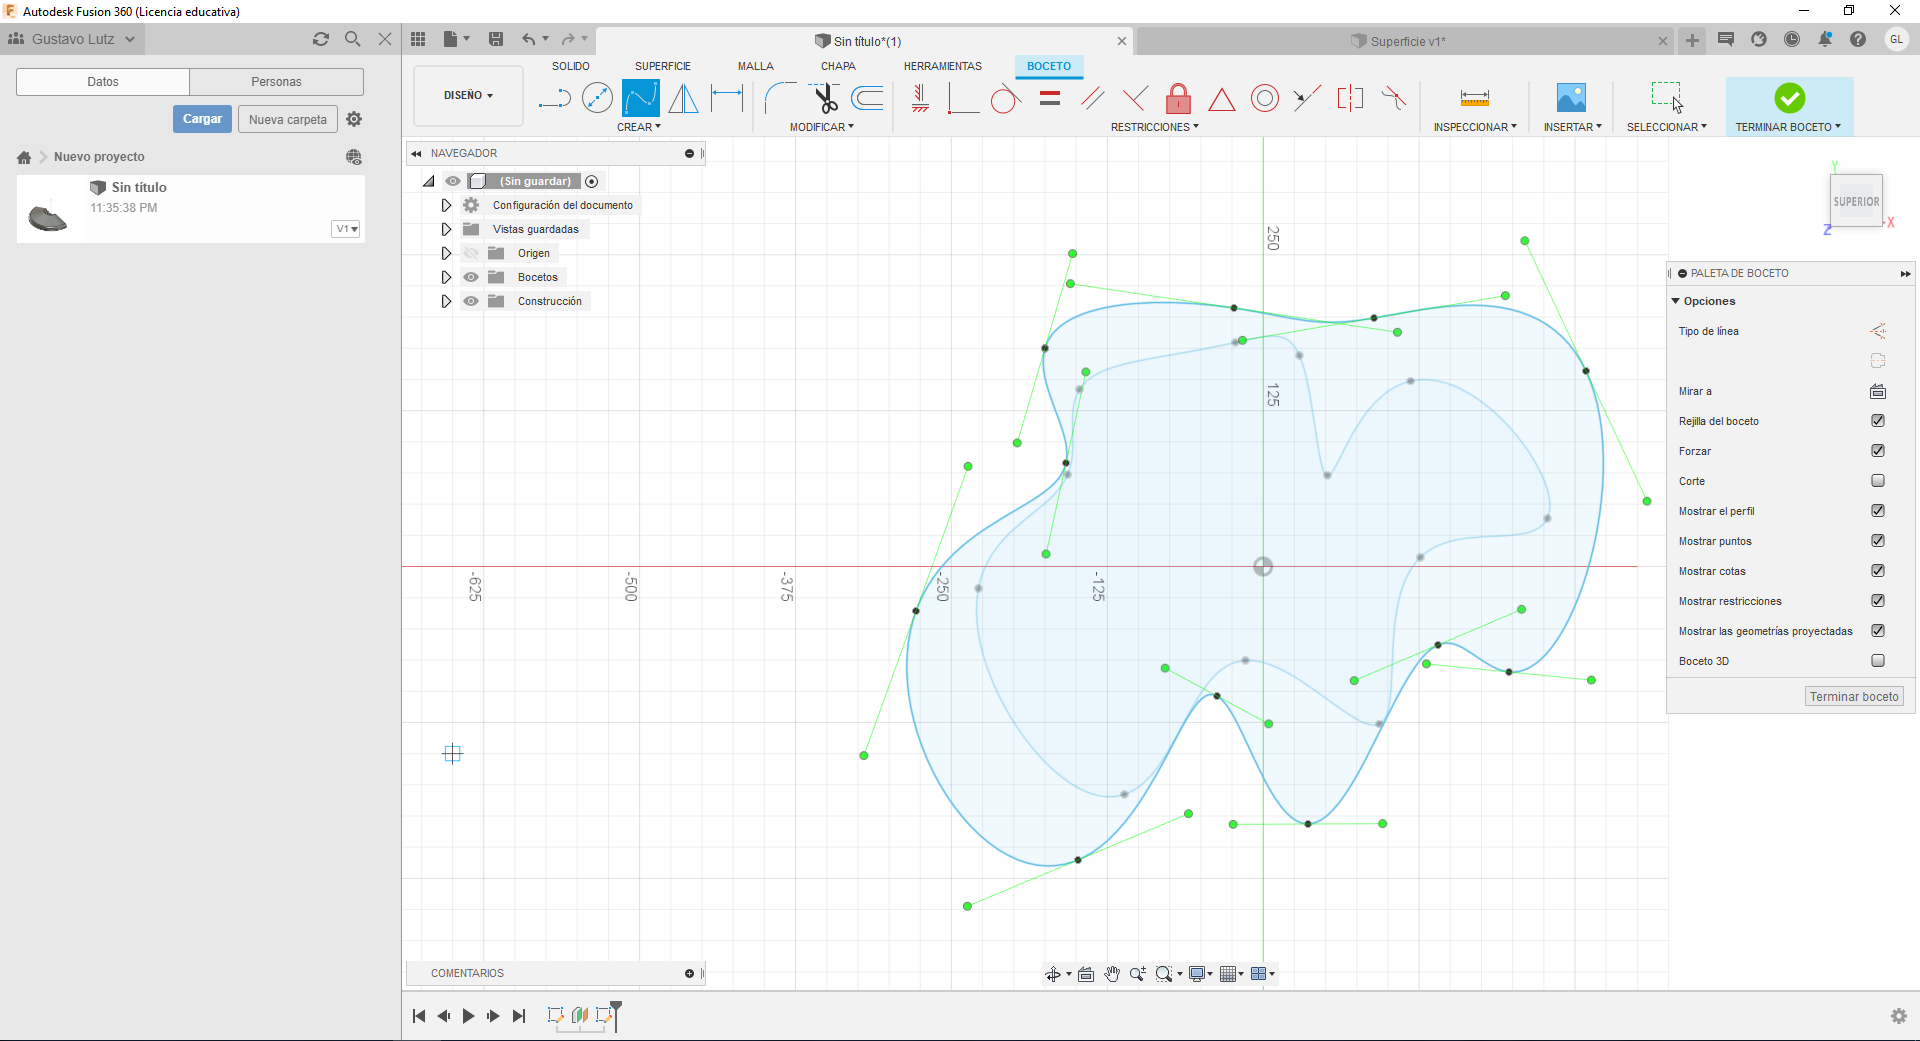 Autodesk Fusion 360 (Licencia educativa)
Gustavo Lutz
Sin título*(1)
Superficie v1*
GL
Datos
Personas
Cargar
Nueva carpeta
Nuevo proyecto
Sin título
11:35:38 PM
V1
DISEÑO
SOLIDO
SUPERFICIE
MALLA
CHAPA
HERRAMIENTAS
BOCETO
CREAR
MODIFICAR
RESTRICCIONES
INSPECCIONAR
INSERTAR
SELECCIONAR
TERMINAR BOCETO
NAVEGADOR
(Sin guardar)
Configuración del documento
Vistas guardadas
Origen
Bocetos
Construcción
250
125
-625
-500
-375
-250
-125
Y
SUPERIOR
Z
-X
PALETA DE BOCETO
Opciones
Tipo de línea
Mirar a
Rejilla del boceto
Forzar
Corte
Mostrar el perfil
Mostrar puntos
Mostrar cotas
Mostrar restricciones
Mostrar las geometrías proyectadas
Boceto 3D
Terminar boceto
COMENTARIOS